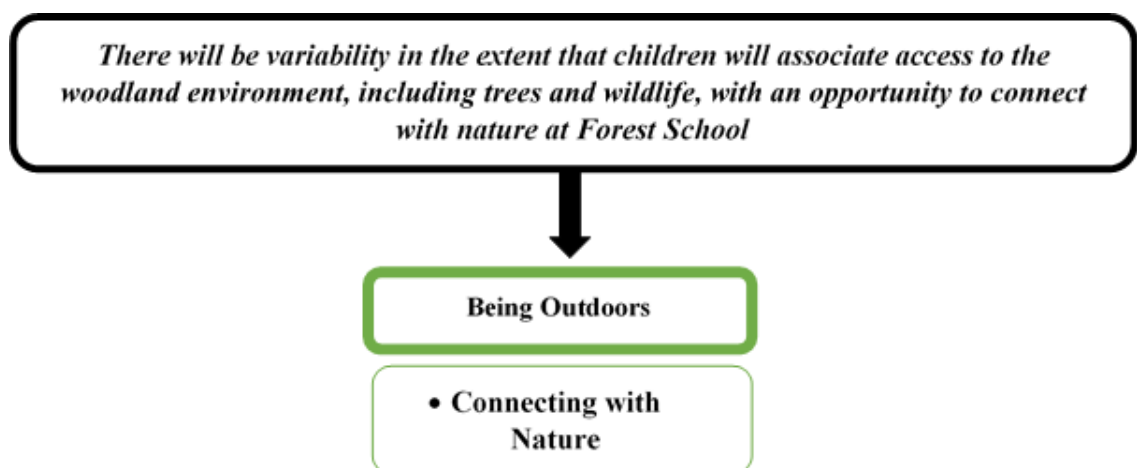 There will be variability in the extent that children will associate access to the
woodland environment, including trees and wildlife, with an opportunity to connect
with nature at Forest School
Being Outdoors
• Connecting with
Nature